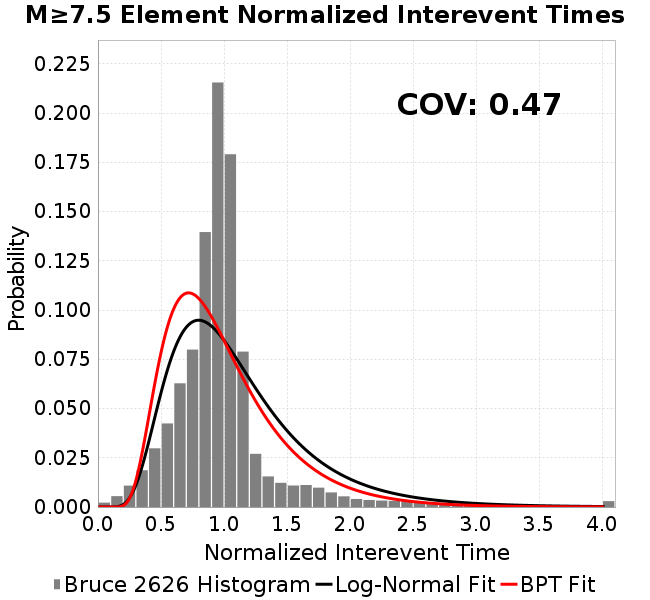 M≥7.5 Element Normalized Interevent Times
COV: 0.47
Probability
0.225
0.200
0.175
0.150
0.125
0.100
0.075
0.050
0.025
0.000
0.0 0.5 1.0 1.5 2.0 2.5 3.0 3.5 4.0
Normalized Interevent Time
Bruce 2626 Histogram Log-Normal Fit BPT Fit